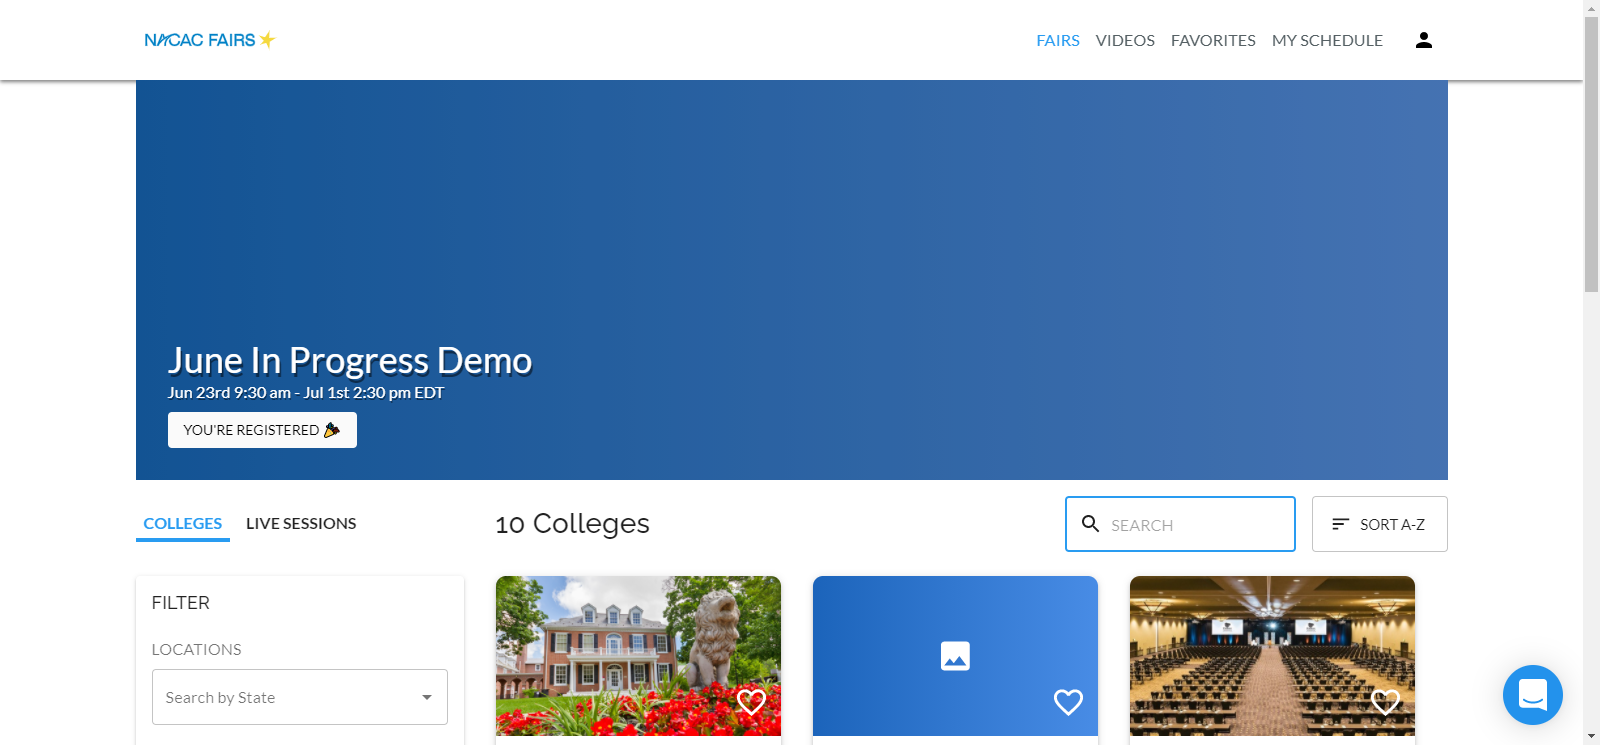 NACAC FAIRS
FAIRS VIDEOS FAVORITES MY SCHEDULE
June In Progress Demo
Jun 23rd 9:30 am - Jul 1st 2:30 pm EDT
YOU'RE REGISTERED
COLLEGES LIVE SESSIONS
10 Colleges
SEARCH
SORT A-Z
FILTER
LOCATIONS
Search by State